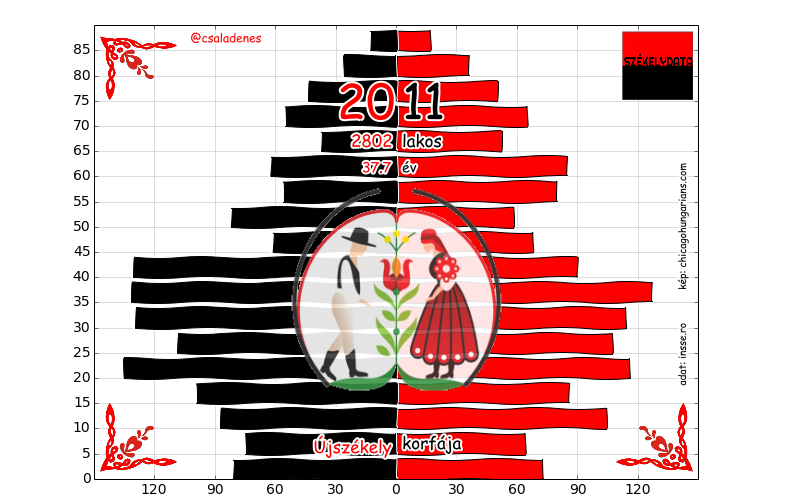 @csaladenes
SZÉKELYDATA
2011
2802 lakos
37.7 év
kép: chicagohungarians.com
adat: insse.ro
Újszékely korfája
85
80
75
70
65
60
55
50
45
40
35
30
25
20
15
10
5
0
120 90 60 30 0 30 60 90 120